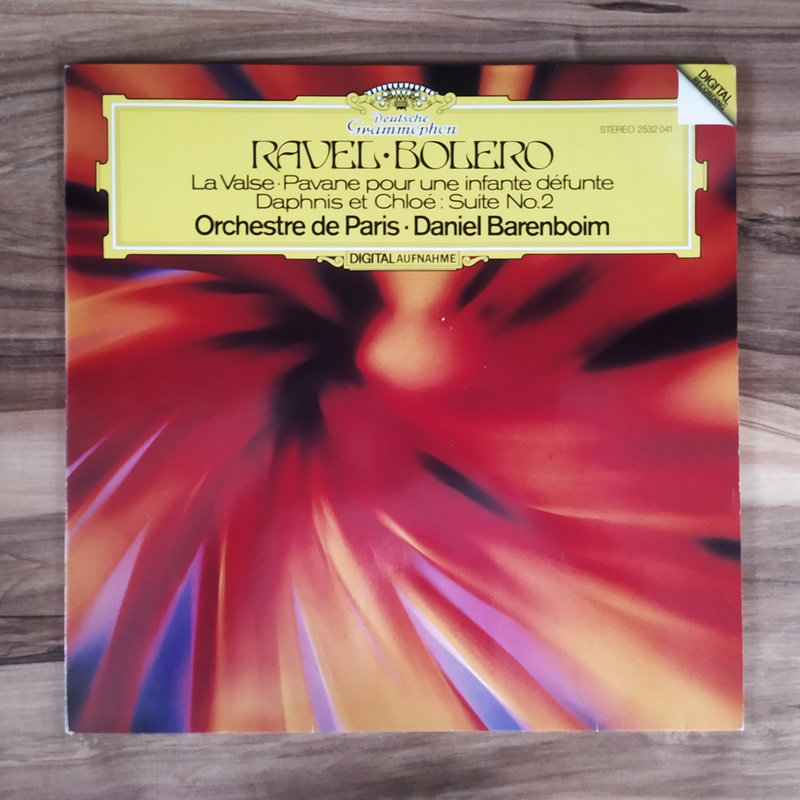 DIGITAL
RECORDING
Deutsche
Grammophon
STEREO 2532 041
RAVEL·BOLERO
La Valse·Pavane pour une infante défunte
Daphnis et Chloé: Suite No.2
Orchestre de Paris·Daniel Barenboim
DIGITAL AUFNAHME